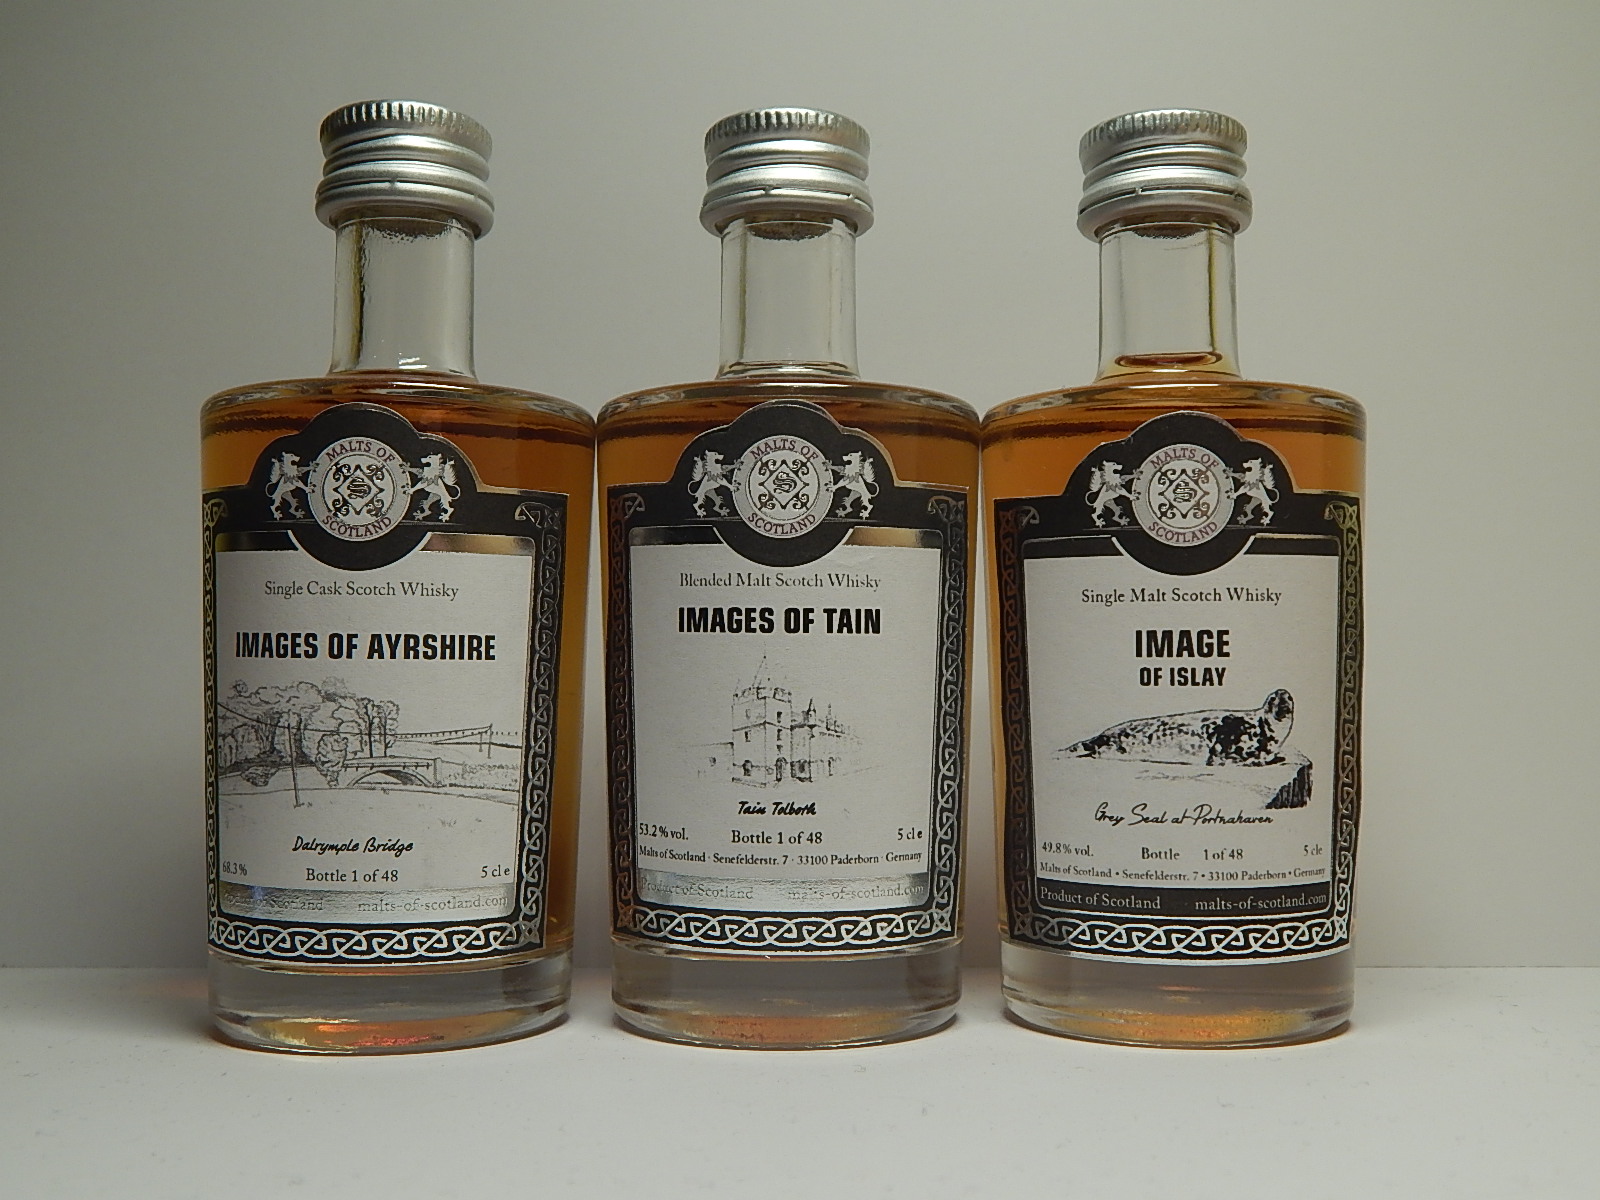 MALTS OF
SCOTLAND
Single Cask Scotch Whisky
IMAGES OF AYRSHIRE
Dalrymple Bridge
68.3%
Bottle 1 of 48
5 cl e
Product of Scotland malts-of-scotland.com
MALTS OF
SCOTLAND
Blended Malt Scotch Whisky
IMAGES OF TAIN
Tain Tolboth
53.2% vol.
Bottle 1 of 48
5 cl e
Malts of Scotland · Senefelderstr. 7 · 33100 Paderborn · Germany
Product of Scotland malts-of-scotland.com
MALTS OF
SCOTLAND
Single Malt Scotch Whisky
IMAGE
OF ISLAY
Grey Seal at Portnahaven
49.8% vol.
Bottle 1 of 48
5 cle
Malts of Scotland • Senefelderstr. 7 • 33100 Paderborn • Germany
Product of Scotland malts-of-scotland.com